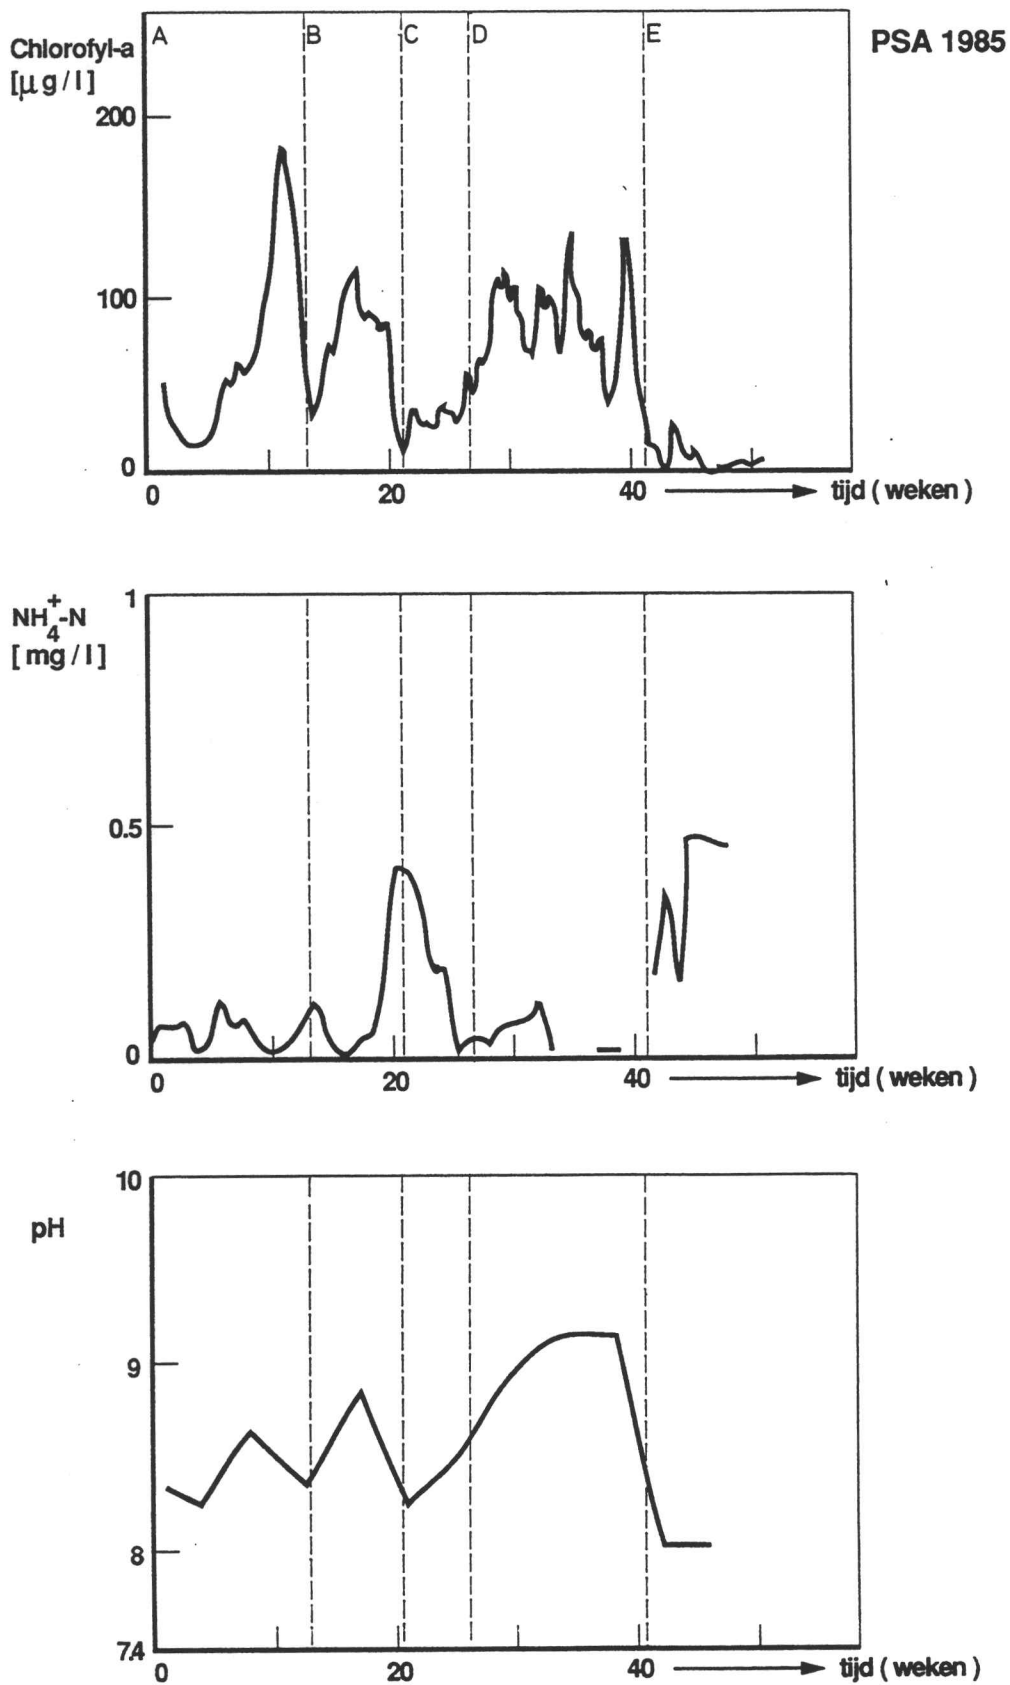 PSA 1985
Chlorofyl-a
[μg/l]
A B C D E
200
100
0
0 20 40 tijd (weken)
NH4+-N
[mg/l]
1
0.5
0
0 20 40 tijd (weken)
pH
10
9
8
7.4
0 20 40 tijd (weken)